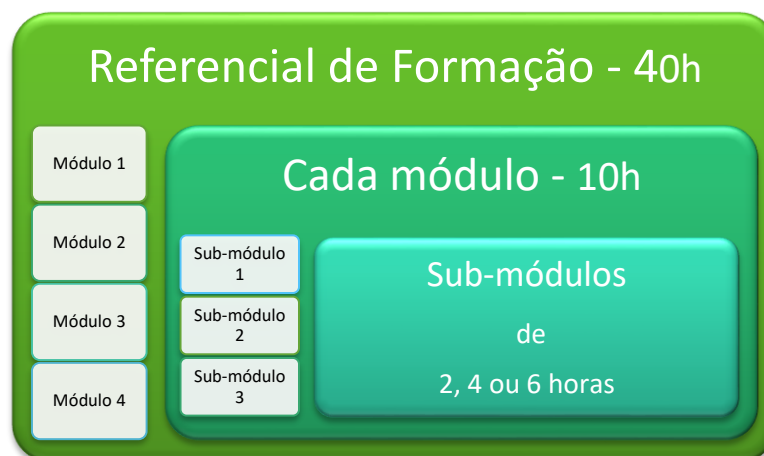 Referencial de Formação - 40h
Módulo 1
Módulo 2
Módulo 3
Módulo 4
Cada módulo - 10h
Sub-módulo
1
Sub-módulo
2
Sub-módulo
3
Sub-módulos
de
2, 4 ou 6 horas